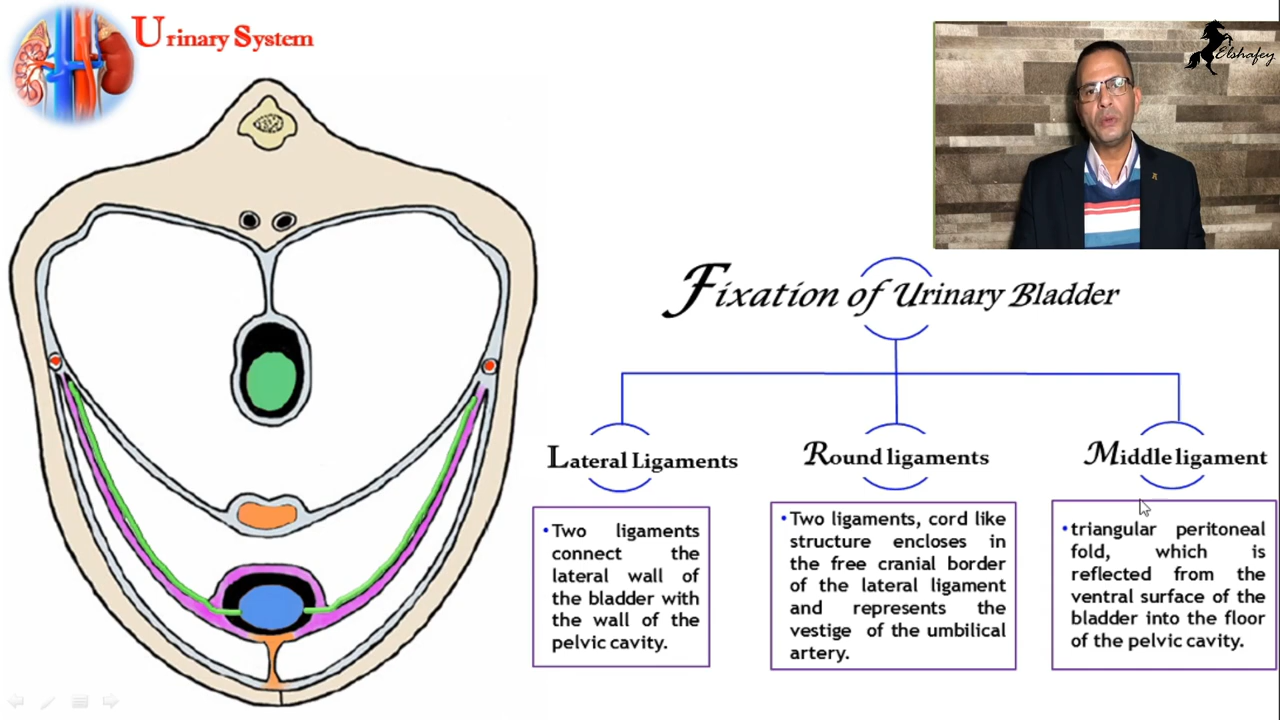 Urinary System
Elshafey
Fixation of Urinary Bladder
Lateral Ligaments
Round ligaments
Middle ligament
• Two ligaments
connect the
lateral wall of
the bladder with
the wall of the
pelvic cavity.
• Two ligaments, cord like
structure encloses in
the free cranial border
of the lateral ligament
and represents the
vestige of the umbilical
artery.
• triangular peritoneal
fold, which is
reflected from the
ventral surface of the
bladder into the floor
of the pelvic cavity.